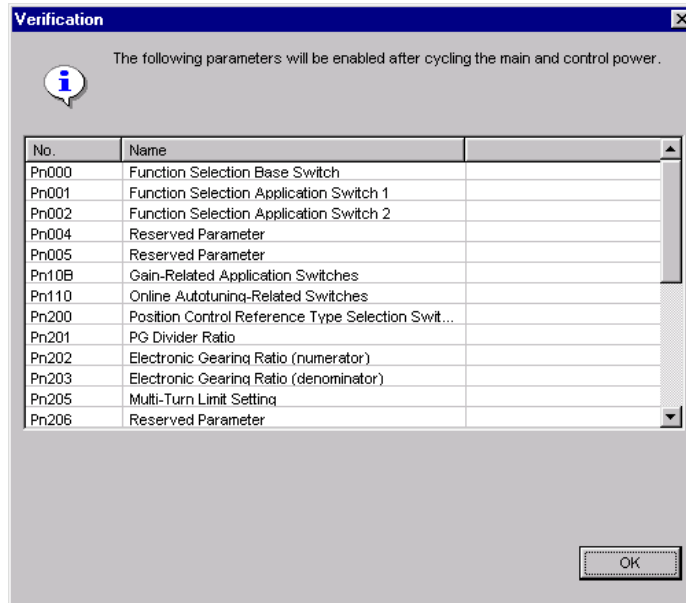 Verification
The following parameters will be enabled after cycling the main and control power.
No. Name
Pn000 Function Selection Base Switch
Pn001 Function Selection Application Switch 1
Pn002 Function Selection Application Switch 2
Pn004 Reserved Parameter
Pn005 Reserved Parameter
Pn10B Gain-Related Application Switches
Pn110 Online Autotuning-Related Switches
Pn200 Position Control Reference Type Selection Swit...
Pn201 PG Divider Ratio
Pn202 Electronic Gearing Ratio (numerator)
Pn203 Electronic Gearing Ratio (denominator)
Pn205 Multi-Turn Limit Setting
Pn206 Reserved Parameter
OK